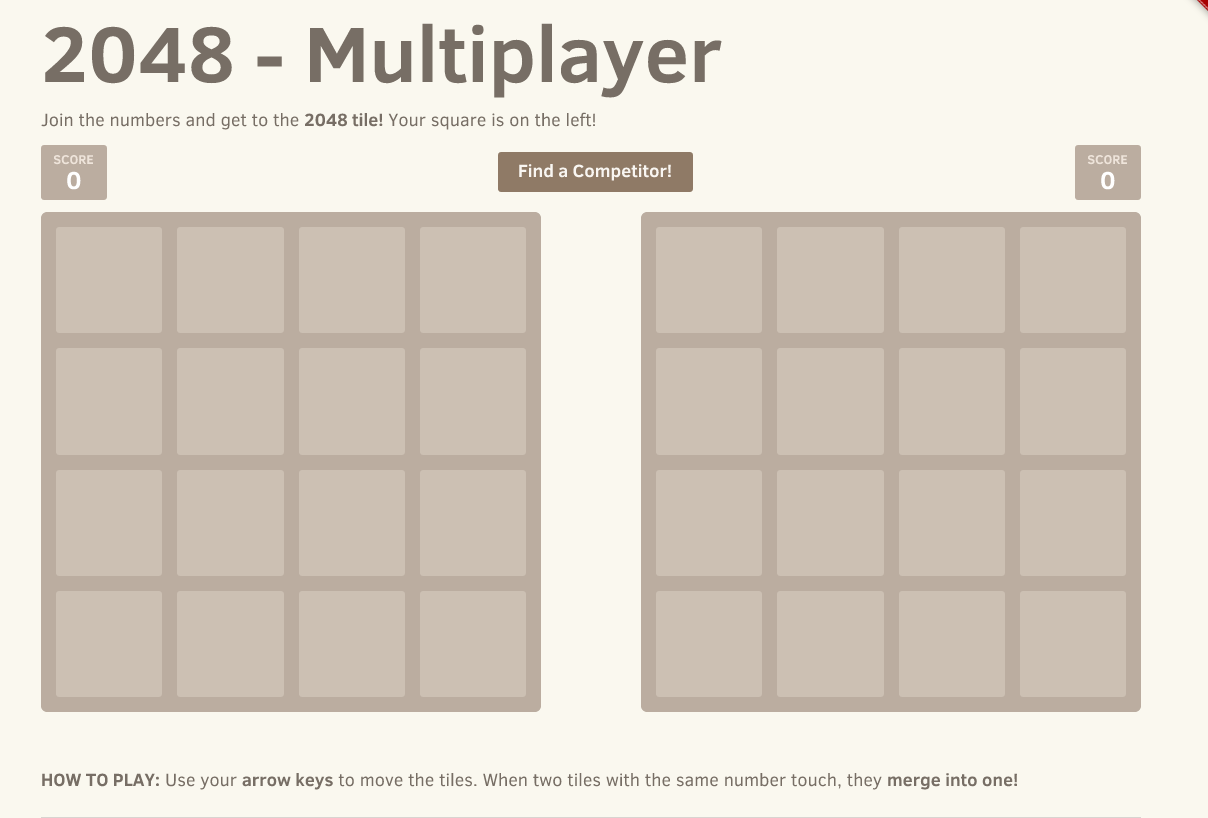 2048 - Multiplayer
Join the numbers and get to the 2048 tile! Your square is on the left!
SCORE
0
Find a Competitor!
SCORE
0
HOW TO PLAY: Use your arrow keys to move the tiles. When two tiles with the same number touch, they merge into one!